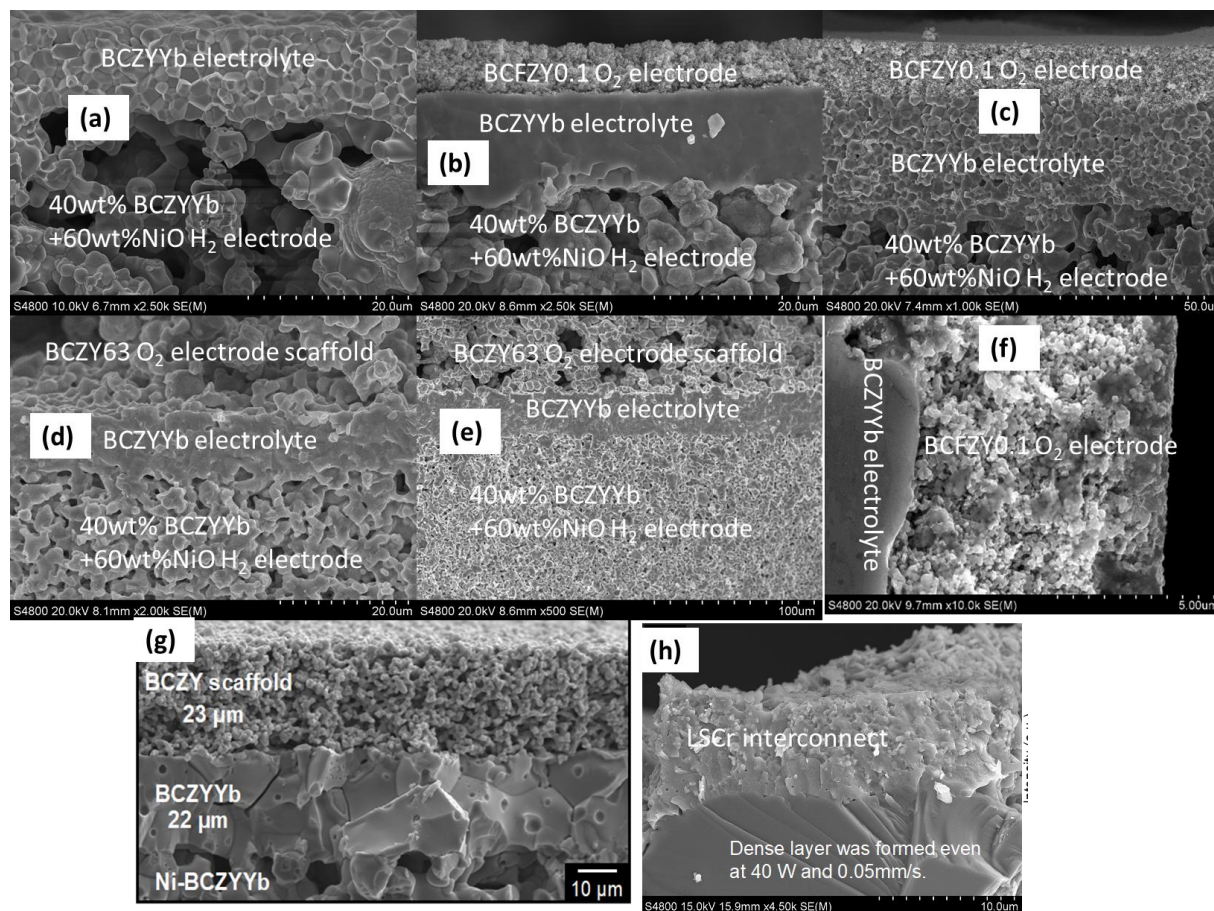 BCZYYb electrolyte
(a)
40wt% BCZYYb
+60wt%NiO H₂ electrode
S4800 10.0kV 6.7mm x2.50k SE(M)
20.0um
BCFZY0.1 O₂ electrode
BCZYYb electrolyte
(b)
40wt% BCZYYb
+60wt%NiO H₂ electrode
S4800 20.0kV 8.6mm x2.50k SE(M)
20.0um
BCFZY0.1 O₂ electrode
(c)
BCZYYb electrolyte
40wt% BCZYYb
+60wt%NiO H₂ electrode
S4800 20.0kV 7.4mm x1.00k SE(M)
50.0u
BCZY63 O₂ electrode scaffold
(d)
BCZYYb electrolyte
40wt% BCZYYb
+60wt%NiO H₂ electrode
S4800 20.0kV 8.1mm x2.00k SE(M)
20.0um
BCZY63 O₂ electrode scaffold
BCZYYb electrolyte
(e)
40wt% BCZYYb
+60wt%NiO H₂ electrode
S4800 20.0kV 8.6mm x500 SE(M)
100um
(f)
BCZYYb electrolyte
BCFZY0.1 O₂ electrode
S4800 20.0kV 9.7mm x10.0k SE(M)
5.00um
(g)
BCZY scaffold
23 µm
BCZYYb
22 µm
Ni-BCZYYb
10 µm
(h)
LSCr interconnect
Dense layer was formed even
at 40 W and 0.05mm/s.
S4800 15.0kV 15.9mm x4.50k SE(M)
10.0um